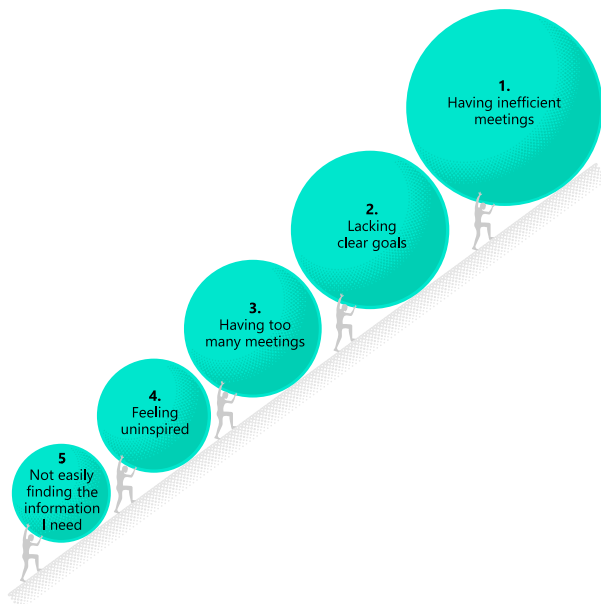 1.
Having inefficient
meetings
2.
Lacking
clear goals
3.
Having too
many meetings
4.
Feeling
uninspired
5
Not easily
finding the
information
I need